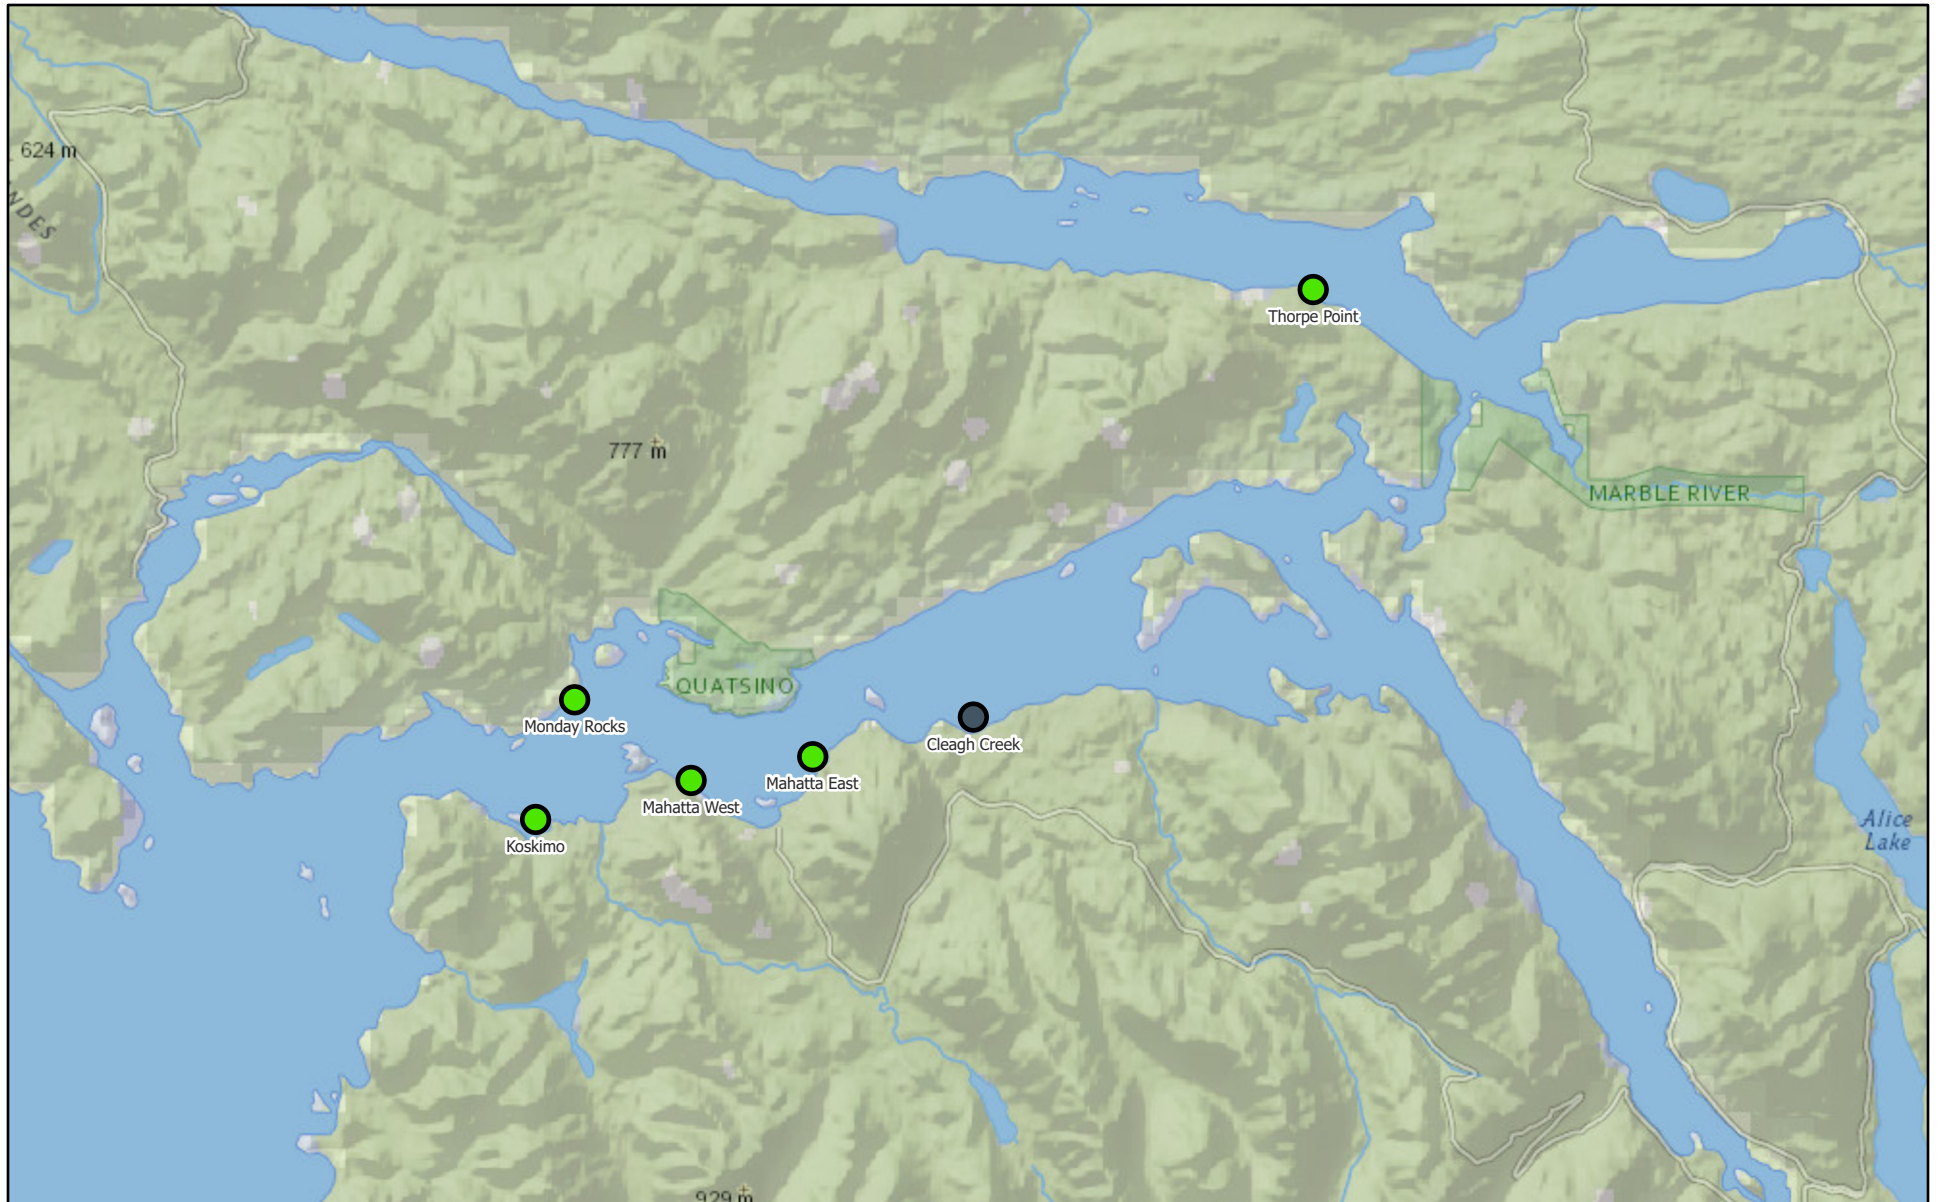 624 m
NDES
Thorpe Point
777 m
MARBLE RIVER
QUATSINO
Monday Rocks
Cleagh Creek
Mahatta East
Mahatta West
Koskimo
Alice
Lake
929 m